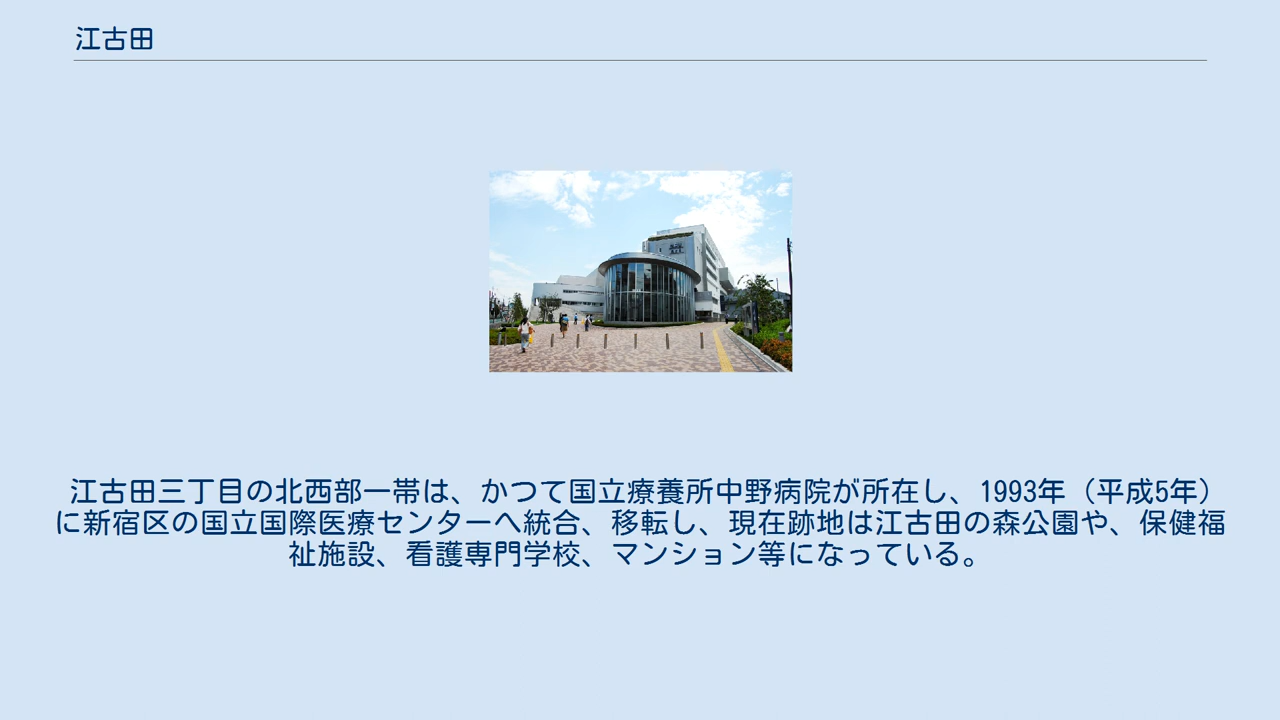 江古田
江古田三丁目の北西部一帯は、かつて国立療養所中野病院が所在し、1993年（平成5年）
に新宿区の国立国際医療センターへ統合、移転し、現在跡地は江古田の森公園や、保健福
祉施設、看護専門学校、マンション等になっている。